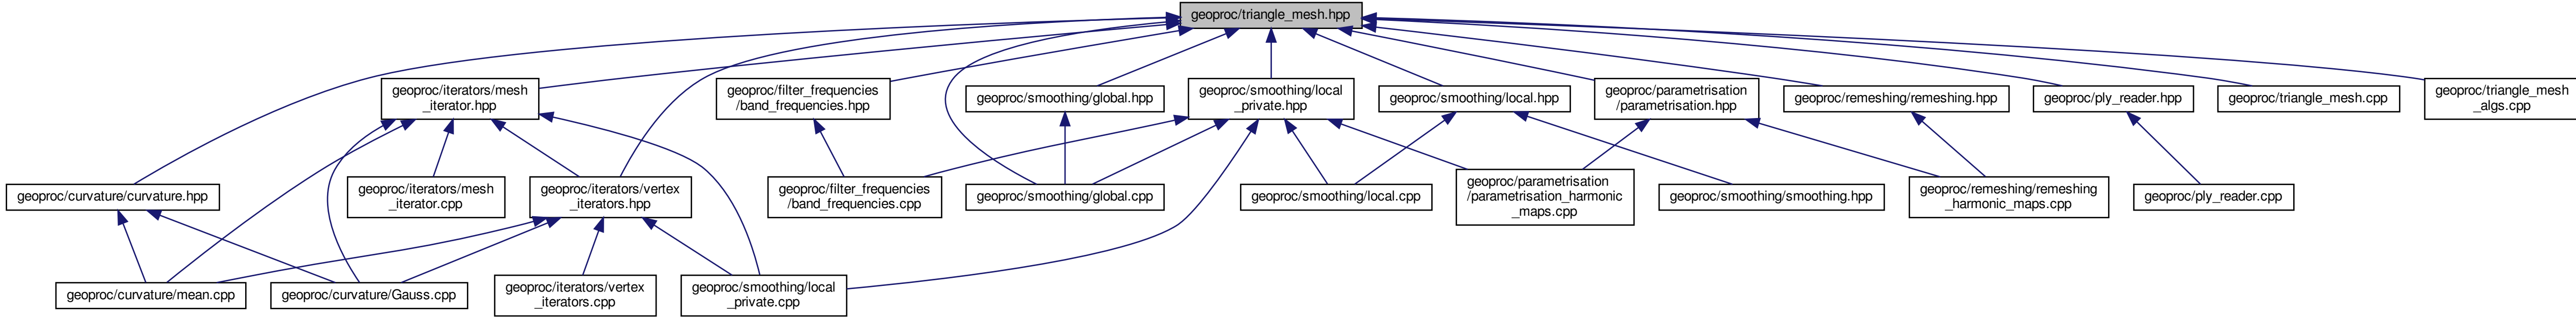 geoproc/triangle_mesh.hpp
geoproc/iterators/mesh
_iterator.hpp
geoproc/filter_frequencies
/band_frequencies.hpp
geoproc/smoothing/global.hpp
geoproc/smoothing/local
_private.hpp
geoproc/smoothing/local.hpp
geoproc/parametrisation
/parametrisation.hpp
geoproc/remeshing/remeshing.hpp
geoproc/ply_reader.hpp
geoproc/triangle_mesh.cpp
geoproc/triangle_mesh
_algs.cpp
geoproc/curvature/curvature.hpp
geoproc/iterators/mesh
_iterator.cpp
geoproc/iterators/vertex
_iterators.hpp
geoproc/filter_frequencies
/band_frequencies.cpp
geoproc/smoothing/global.cpp
geoproc/smoothing/local.cpp
geoproc/parametrisation
/parametrisation_harmonic
_maps.cpp
geoproc/smoothing/smoothing.hpp
geoproc/remeshing/remeshing
_harmonic_maps.cpp
geoproc/ply_reader.cpp
geoproc/curvature/mean.cpp
geoproc/curvature/Gauss.cpp
geoproc/iterators/vertex
_iterators.cpp
geoproc/smoothing/local
_private.cpp